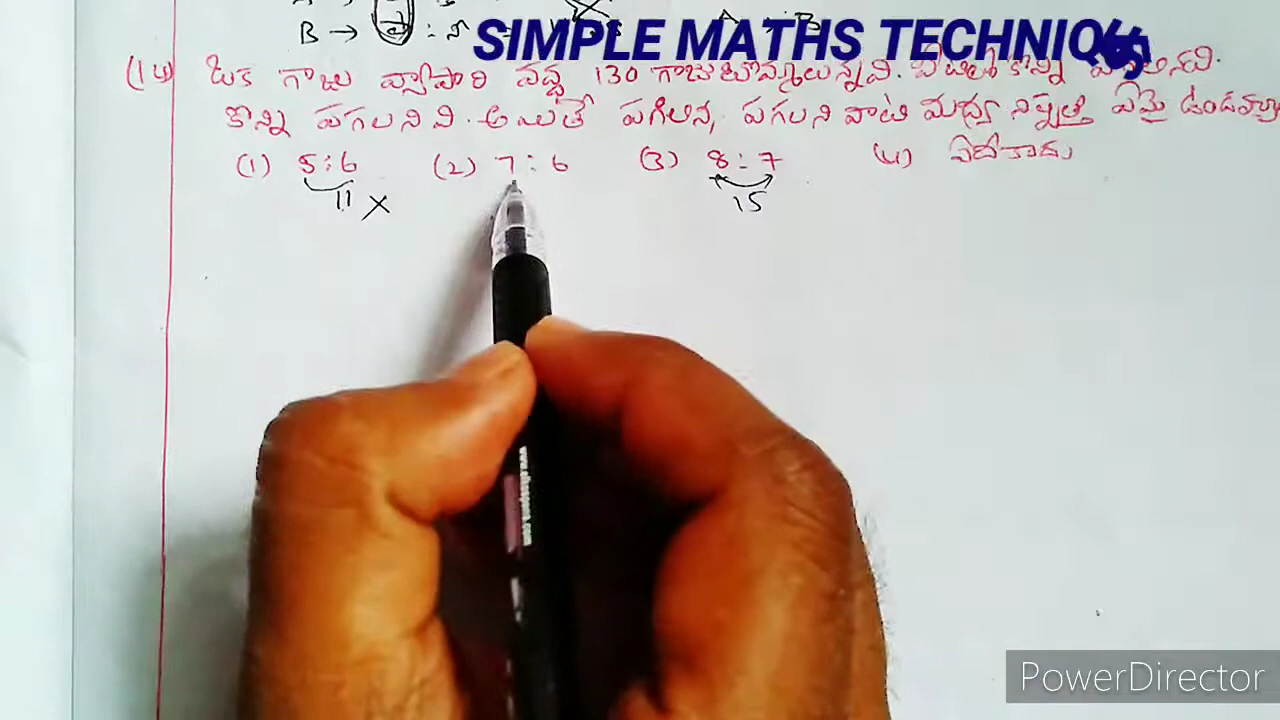 B →
SIMPLE MATHS TECHNIQ
(14) ఒక గాజు వ్యాపారి వద్ద 130 గాజు బొమ్మలున్నవి. వీటిలో కొన్ని
కొన్ని పగలనివి. అయితే పగిలిన, పగలని వాటి మధ్య నిష్పత్తి ఏమై
(1) 5:6 (2) 7:6 (3) 8:7 (4) ఏదీకాదు
11 × 15
PowerDirector